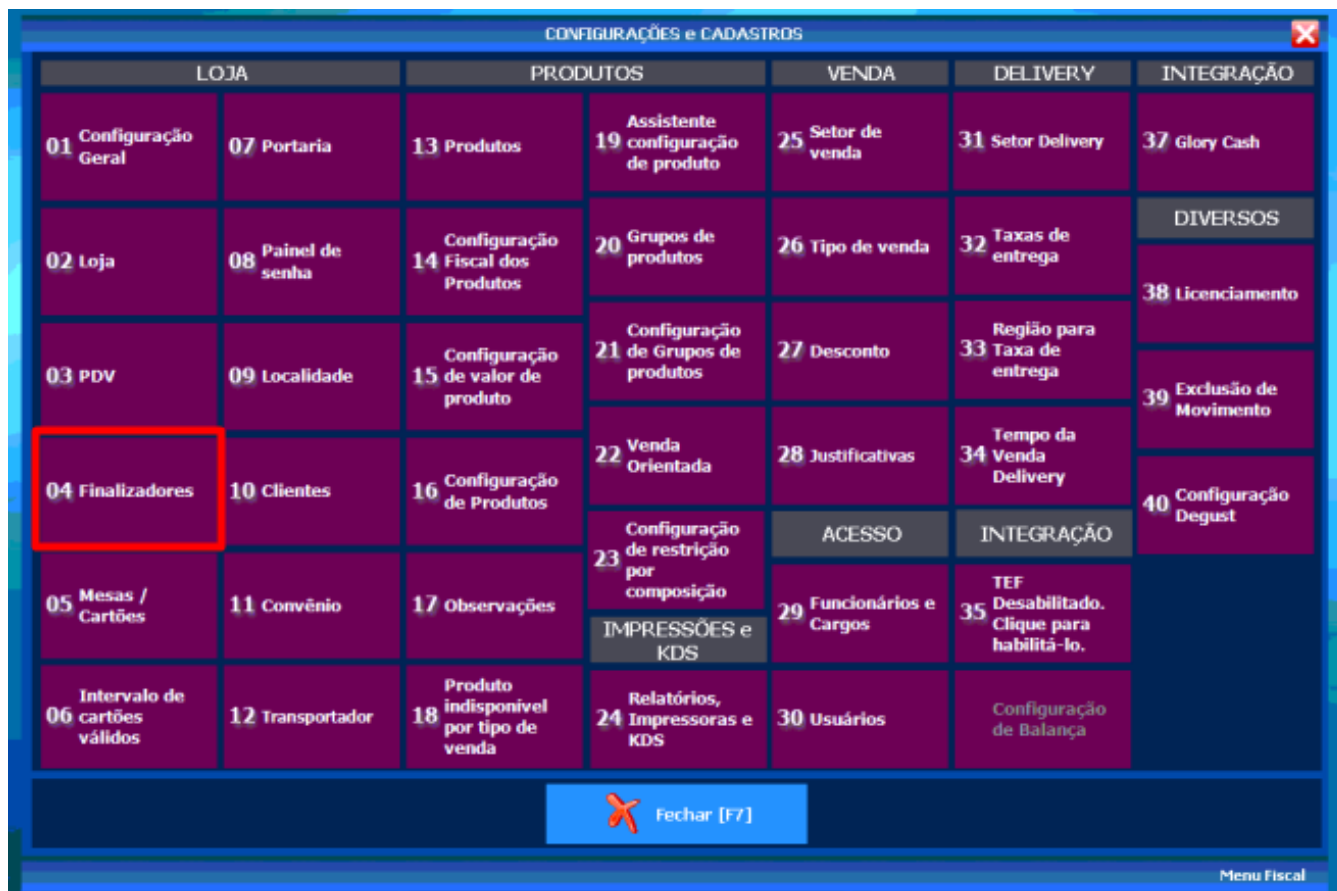 CONFIGURAÇÕES e CADASTROS
LOJA
01 Configuração
Geral
02 Loja
03 PDV
04 Finalizadores
05 Mesas /
Cartões
06 Intervalo de
cartões
válidos
07 Portaria
08 Painel de
senha
09 Localidade
10 Clientes
11 Convênio
12 Transportador
PRODUTOS
13 Produtos
14 Configuração
Fiscal dos
Produtos
15 Configuração
de valor de
produto
16 Configuração
de Produtos
17 Observações
18 Produto
indisponível
por tipo de
venda
19 Assistente
configuração
de produto
20 Grupos de
produtos
21 Configuração
de Grupos de
produtos
22 Venda
Orientada
23 Configuração
de restrição
por
composição
IMPRESSÕES e
KDS
24 Relatórios,
Impressoras e
KDS
VENDA
25 Setor de
venda
26 Tipo de venda
27 Desconto
28 Justificativas
ACESSO
29 Funcionários e
Cargos
30 Usuários
DELIVERY
31 Setor Delivery
32 Taxas de
entrega
33 Região para
Taxa de
entrega
34 Tempo da
Venda
Delivery
INTEGRAÇÃO
35 TEF
Desabilitado.
Clique para
habilitá-lo.
Configuração
de Balança
INTEGRAÇÃO
37 Glory Cash
DIVERSOS
38 Licenciamento
39 Exclusão de
Movimento
40 Configuração
Degust
Fechar [F7]
Menu Fiscal